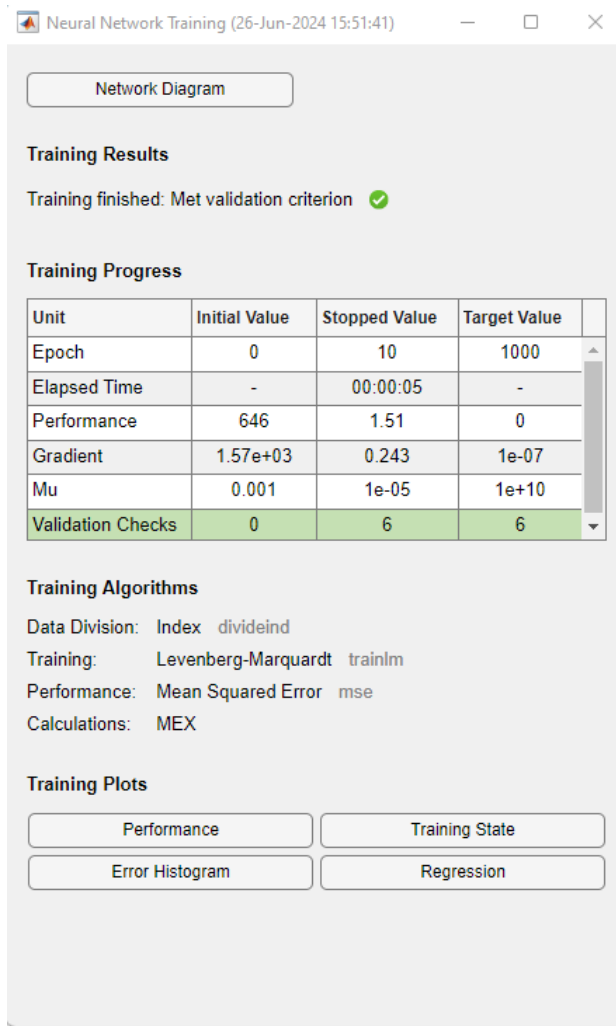 Neural Network Training (26-Jun-2024 15:51:41)
Network Diagram
Training Results
Training finished: Met validation criterion
Training Progress
Unit Initial Value Stopped Value Target Value
Epoch 0 10 1000
Elapsed Time - 00:00:05 -
Performance 646 1.51 0
Gradient 1.57e+03 0.243 1e-07
Mu 0.001 1e-05 1e+10
Validation Checks 0 6 6
Training Algorithms
Data Division: Index divideind
Training: Levenberg-Marquardt trainlm
Performance: Mean Squared Error mse
Calculations: MEX
Training Plots
Performance Training State
Error Histogram Regression